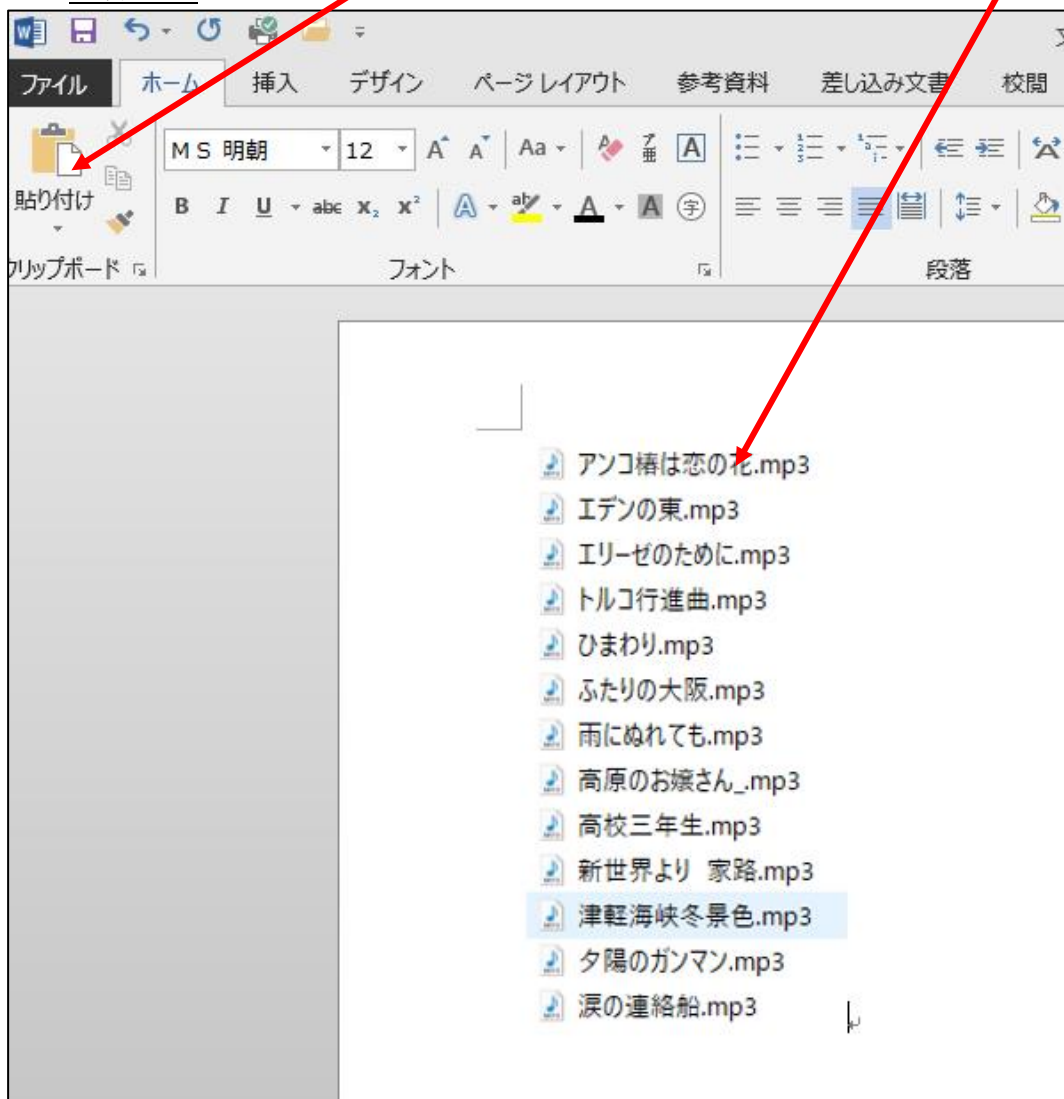 ファイル ホーム 挿入 デザイン ページ レイアウト 参考資料 差し込み文書 校閲
ＭＳ 明朝 12 A A Aa ア亜 A
貼り付け
B I U abc X₂ X² A ab A A 字
クリップボード フォント 段落
アンコ椿は恋の花.mp3
エデンの東.mp3
エリーゼのために.mp3
トルコ行進曲.mp3
ひまわり.mp3
ふたりの大阪.mp3
雨にぬれても.mp3
高原のお嬢さん_.mp3
高校三年生.mp3
新世界より　家路.mp3
津軽海峡冬景色.mp3
夕陽のガンマン.mp3
涙の連絡船.mp3